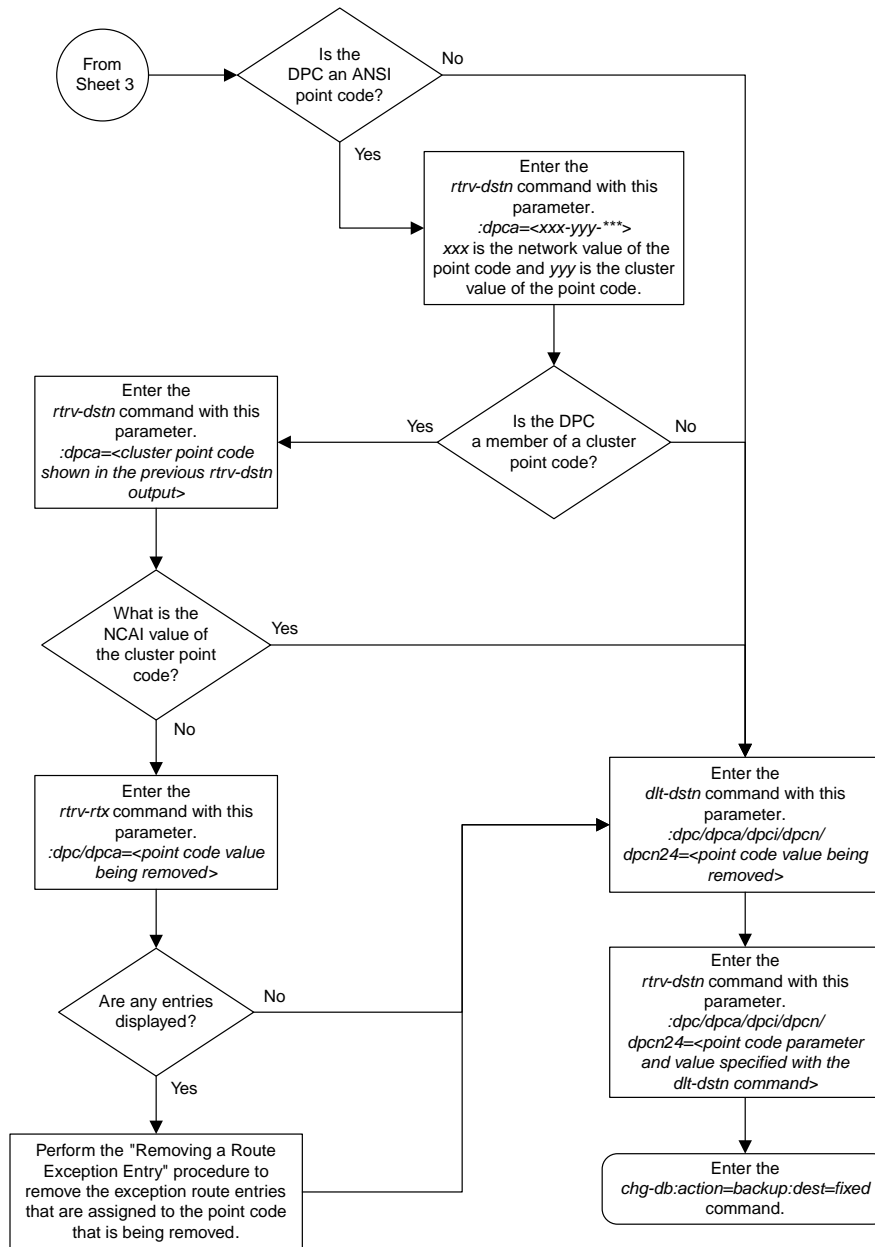 From
Sheet 3
Is the
DPC an ANSI
point code?
No
Yes
Enter the
rtrv-dstn command with this
parameter.
:dpca=<xxx-yyy-***>
xxx is the network value of the
point code and yyy is the cluster
value of the point code.
Is the DPC
a member of a cluster
point code?
Yes
No
Enter the
rtrv-dstn command with this
parameter.
:dpca=<cluster point code
shown in the previous rtrv-dstn
output>
What is the
NCAI value of
the cluster point
code?
Yes
No
Enter the
rtrv-rtx command with this
parameter.
:dpc/dpca=<point code value
being removed>
Are any entries
displayed?
No
Yes
Perform the "Removing a Route
Exception Entry" procedure to
remove the exception route entries
that are assigned to the point code
that is being removed.
Enter the
dlt-dstn command with this
parameter.
:dpc/dpca/dpci/dpcn/
dpcn24=<point code value being
removed>
Enter the
rtrv-dstn command with this
parameter.
:dpc/dpca/dpci/dpcn/
dpcn24=<point code parameter
and value specified with the
dlt-dstn command>
Enter the
chg-db:action=backup:dest=fixed
command.